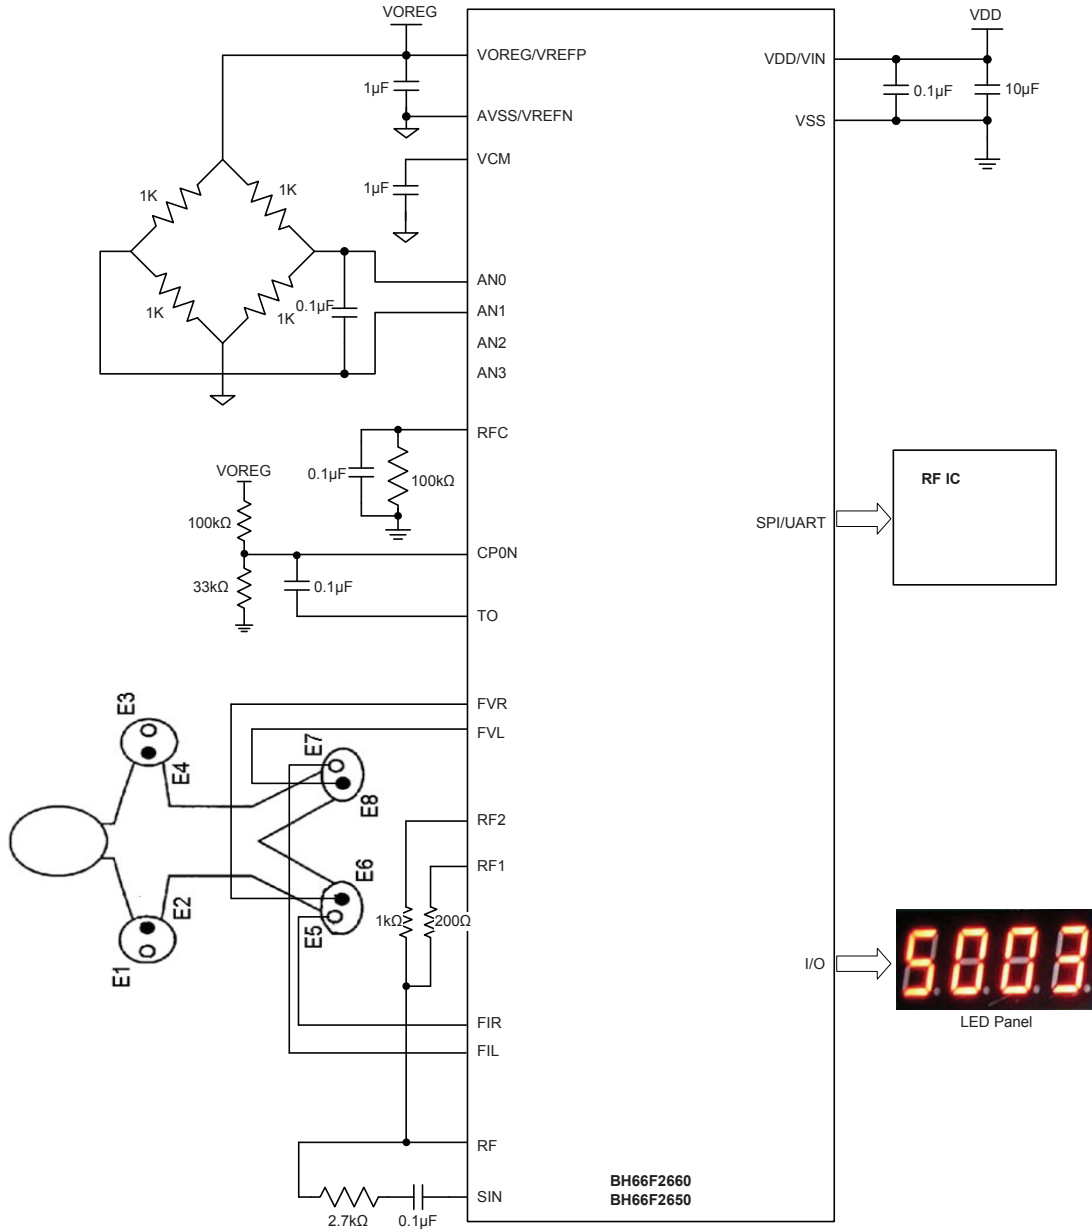 VOREG
VDD
VOREG/VREFP
VDD/VIN
1µF
0.1µF
10µF
AVSS/VREFN
VSS
VCM
1µF
1K
1K
AN0
0.1µF
1K
1K
AN1
AN2
AN3
RFC
0.1µF
100kΩ
VOREG
RF IC
100kΩ
SPI/UART
CP0N
33kΩ
0.1µF
TO
FVR
E3
FVL
E7
E4
E8
RF2
RF1
E6
E2
1kΩ
200Ω
E5
E1
I/O
5003
LED Panel
FIR
FIL
RF
BH66F2660
SIN
BH66F2650
2.7kΩ
0.1µF